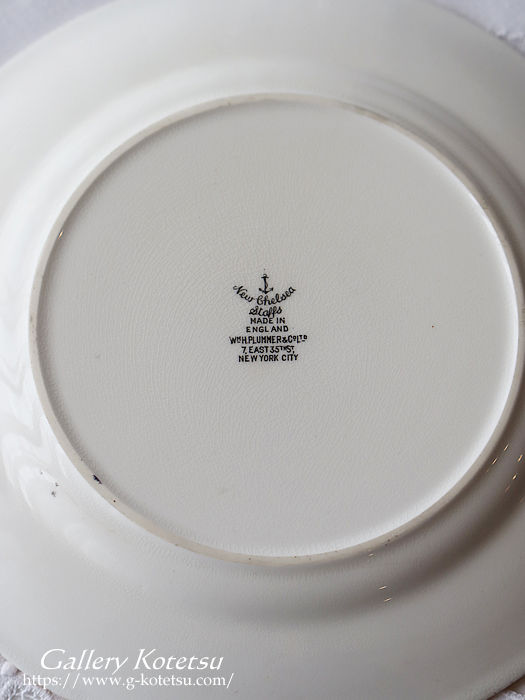 New Chelsea
Staffs
MADE IN
ENGLAND
WM H. PLUMMER & CO LTD
7, EAST 35TH ST,
NEW YORK CITY
Gallery Kotetsu
https://www.g-kotetsu.com/